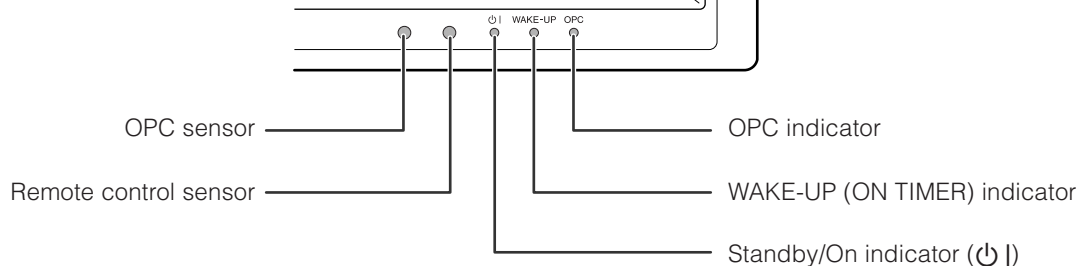 ⏻ | WAKE-UP OPC
OPC sensor
OPC indicator
Remote control sensor
WAKE-UP (ON TIMER) indicator
Standby/On indicator (⏻ |)